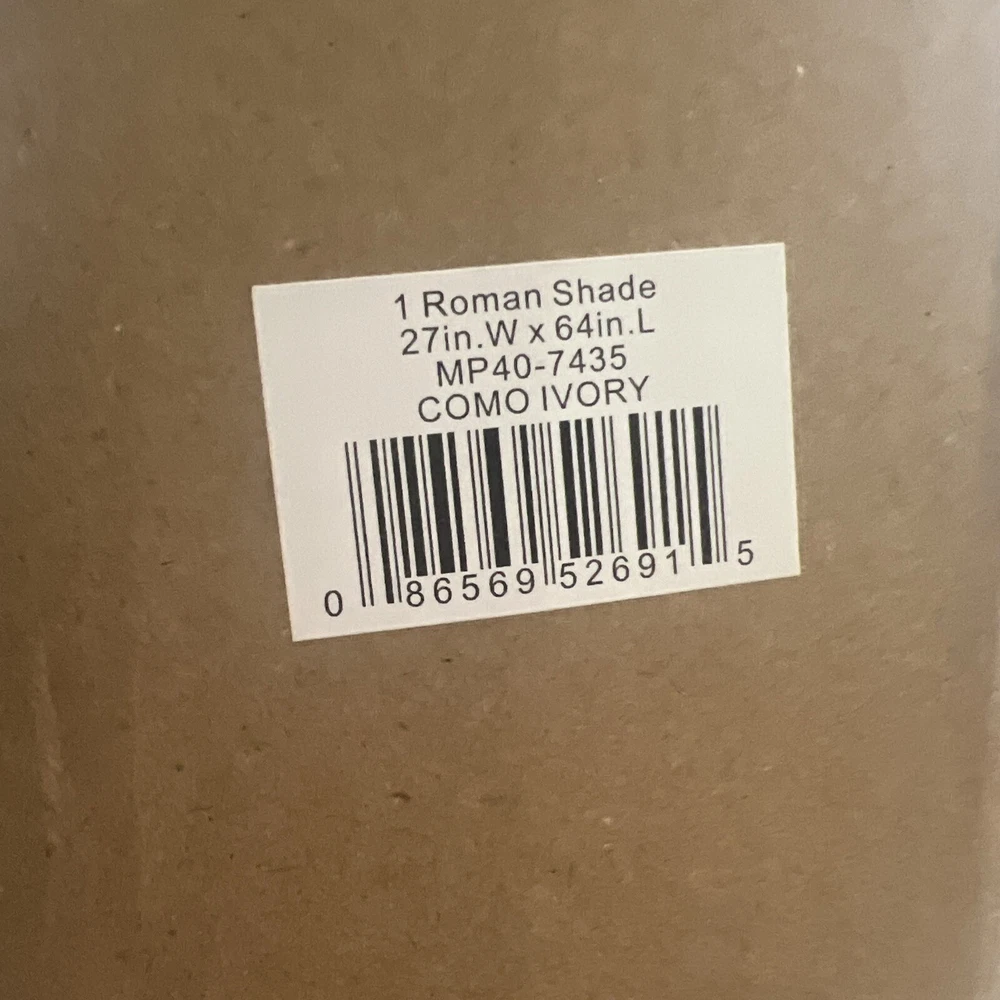 1 Roman Shade
27in.W x 64in.L
MP40-7435
COMO IVORY
0 86569 52691 5